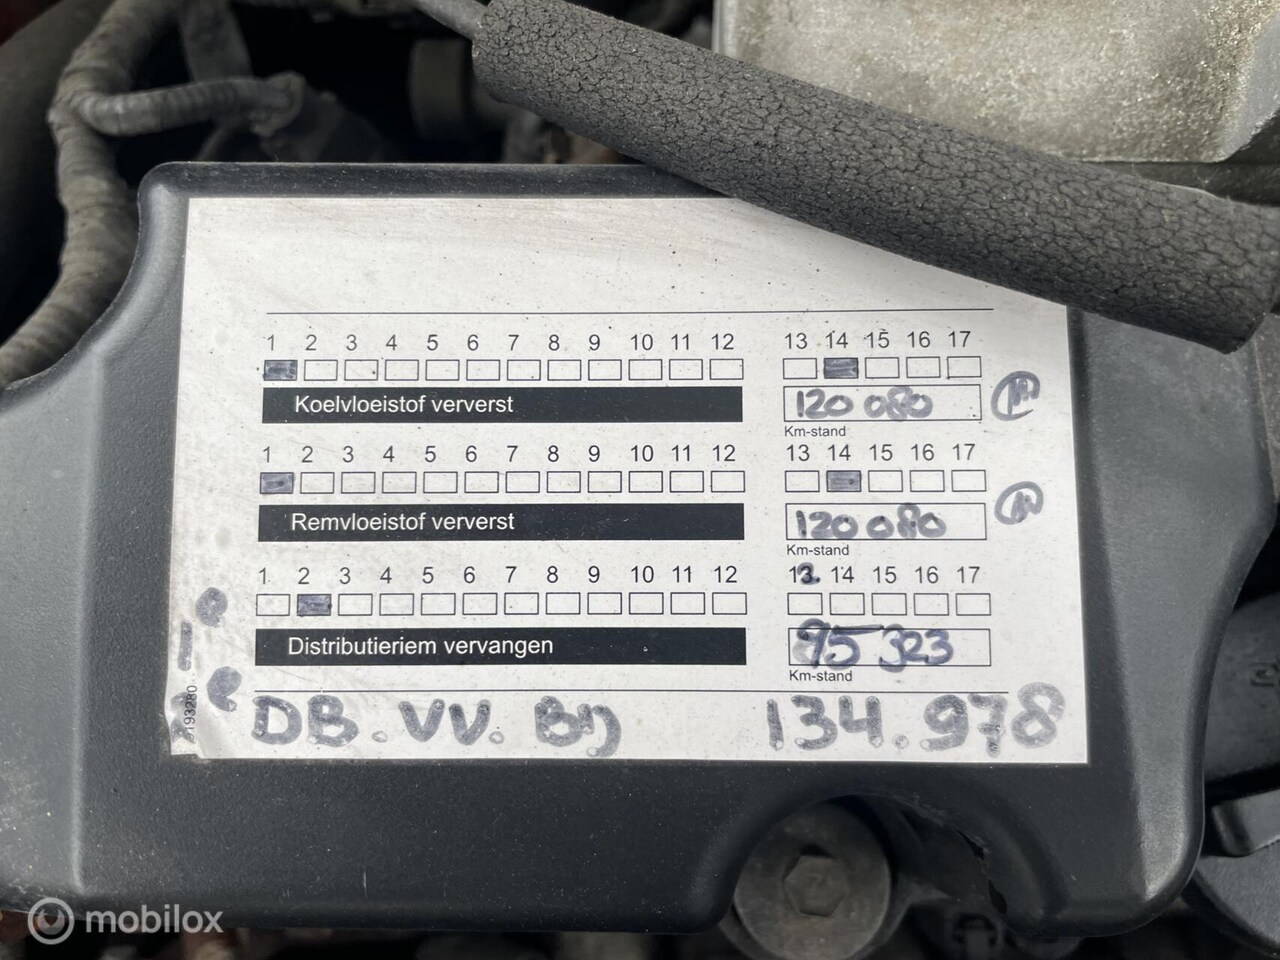 1 2 3 4 5 6 7 8 9 10 11 12 13 14 15 16 17
Koelvloeistof ververst 120 080
Km-stand
1 2 3 4 5 6 7 8 9 10 11 12 13 14 15 16 17
Remvloeistof ververst 120 080
Km-stand
1 2 3 4 5 6 7 8 9 10 11 12 13. 14 15 16 17
Distributieriem vervangen 95 323
Km-stand
DB. VV. Bij 134.978
mobilox